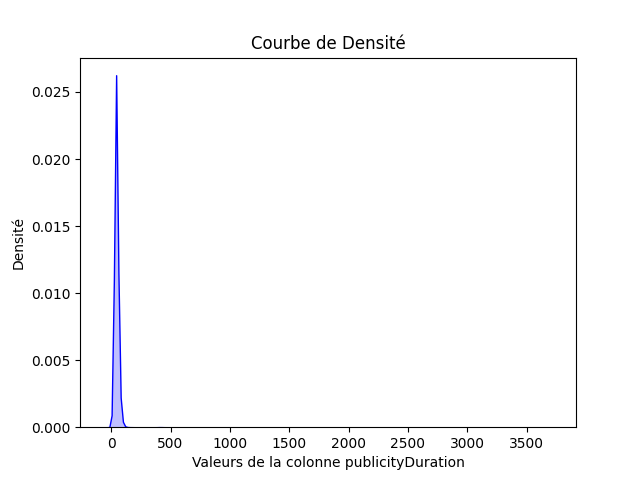 Courbe de Densité
0.025
0.020
0.015
0.010
0.005
0.000
Densité
0 500 1000 1500 2000 2500 3000 3500
Valeurs de la colonne publicityDuration